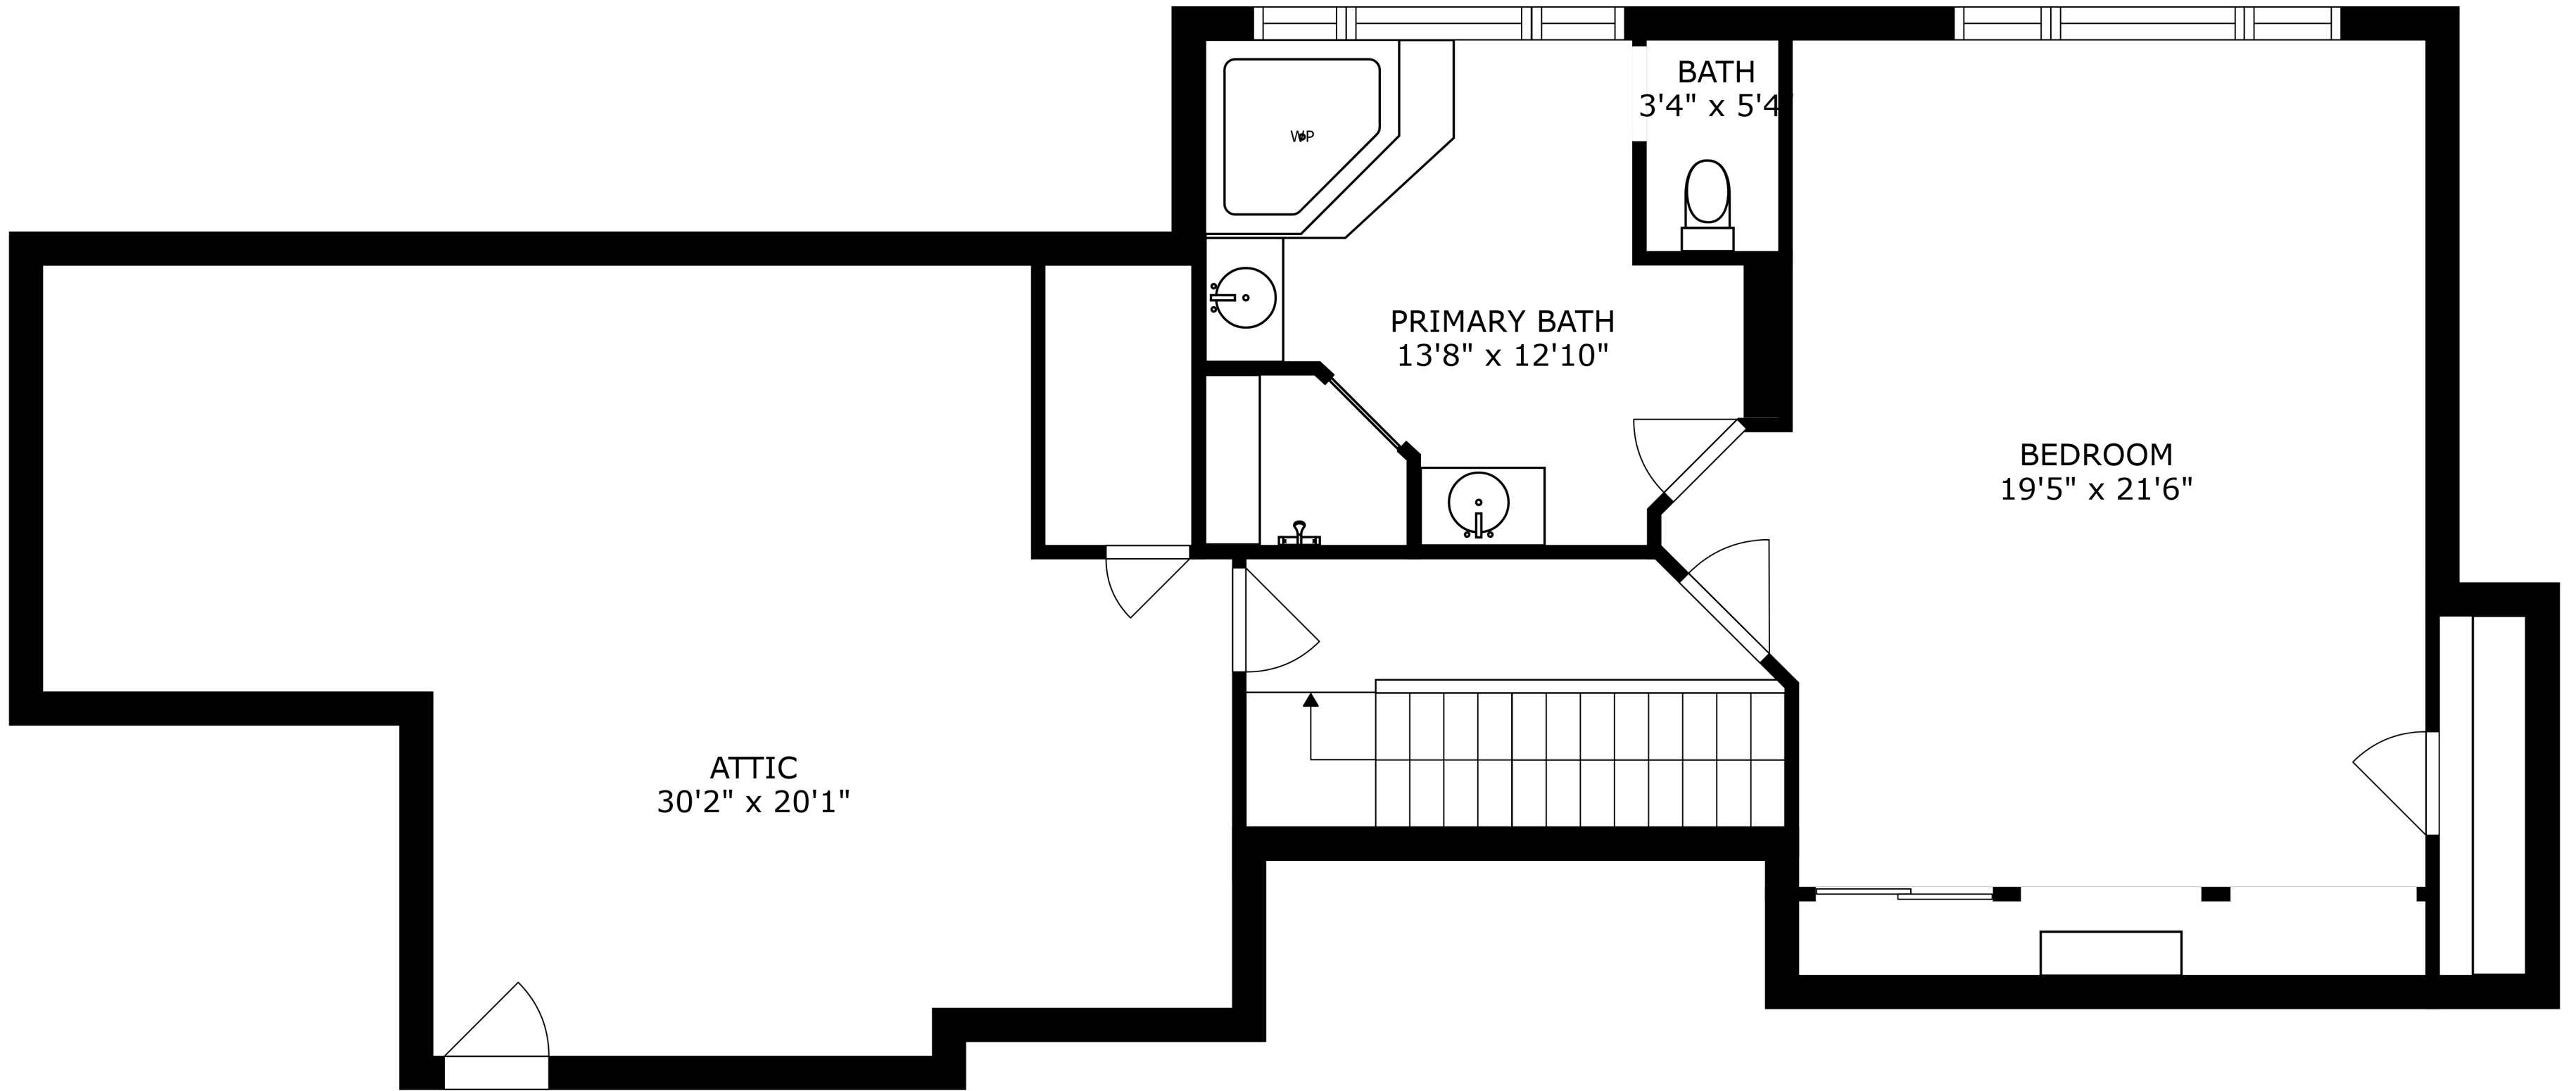 BATH
3'4" x 5'4"
WP
PRIMARY BATH
13'8" x 12'10"
BEDROOM
19'5" x 21'6"
ATTIC
30'2" x 20'1"